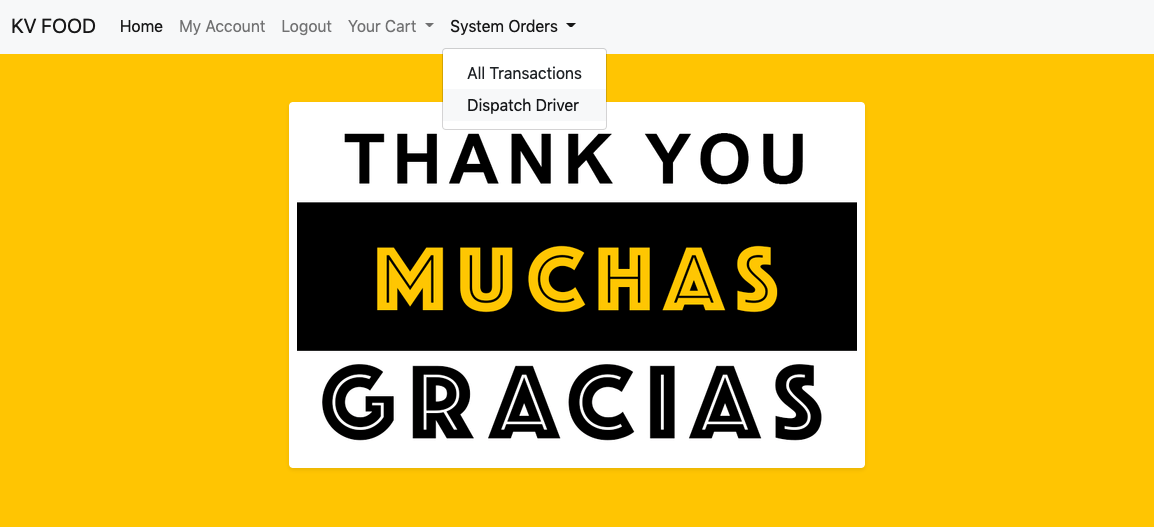 KV FOOD Home My Account Logout Your Cart System Orders
All Transactions
Dispatch Driver
THANK YOU
MUCHAS
GRACIAS